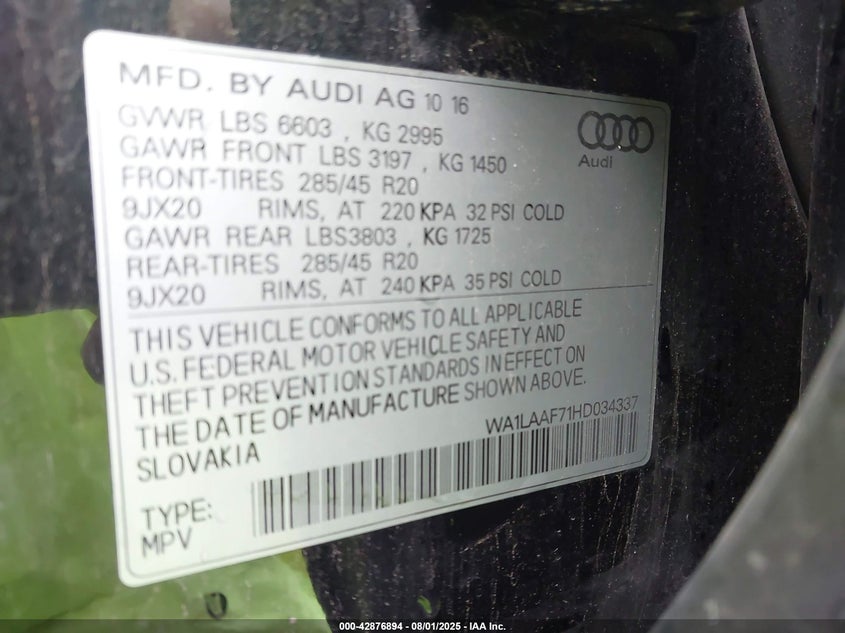 MFD. BY AUDI AG 10 16
GVWR LBS 6603 , KG 2995
GAWR FRONT LBS 3197 , KG 1450
FRONT-TIRES 285/45 R20
9JX20 RIMS, AT 220 KPA 32 PSI COLD
GAWR REAR LBS3803 , KG 1725
REAR-TIRES 285/45 R20
9JX20 RIMS, AT 240 KPA 35 PSI COLD
Audi
THIS VEHICLE CONFORMS TO ALL APPLICABLE
U.S. FEDERAL MOTOR VEHICLE SAFETY AND
THEFT PREVENTION STANDARDS IN EFFECT ON
THE DATE OF MANUFACTURE SHOWN ABOVE.
SLOVAKIA
WA1LAAF71HD034337
TYPE:
MPV
000-42876894 - 08/01/2025 - IAA Inc.